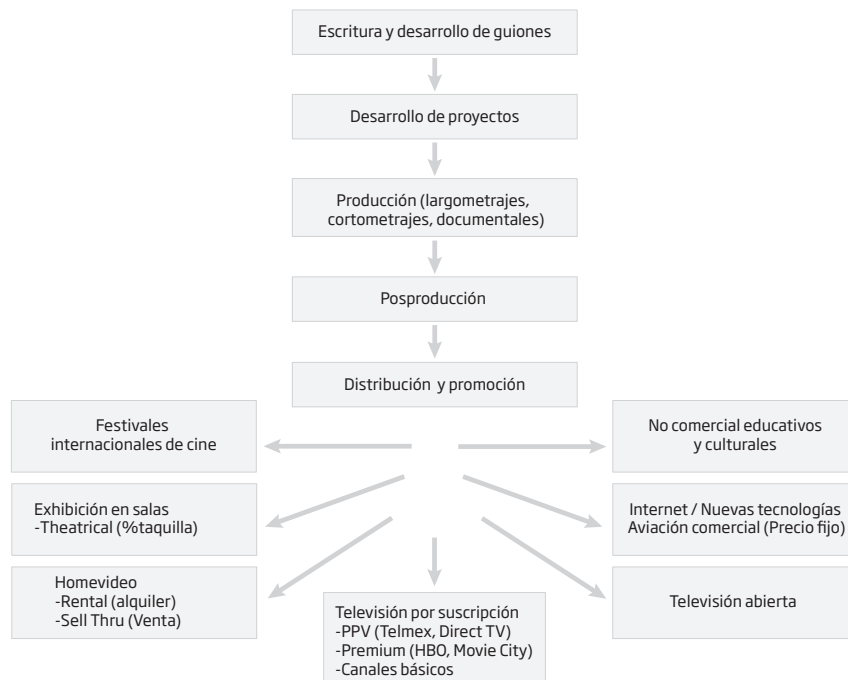 Escritura y desarrollo de guiones
Desarrollo de proyectos
Producción (largometrajes,
cortometrajes, documentales)
Posproducción
Distribución y promoción
Festivales
internacionales de cine
No comercial educativos
y culturales
Exhibición en salas
-Theatrical (%taquilla)
Internet / Nuevas tecnologías
Aviación comercial (Precio fijo)
Homevideo
-Rental (alquiler)
-Sell Thru (Venta)
Televisión por suscripción
-PPV (Telmex, Direct TV)
-Premium (HBO, Movie City)
-Canales básicos
Televisión abierta